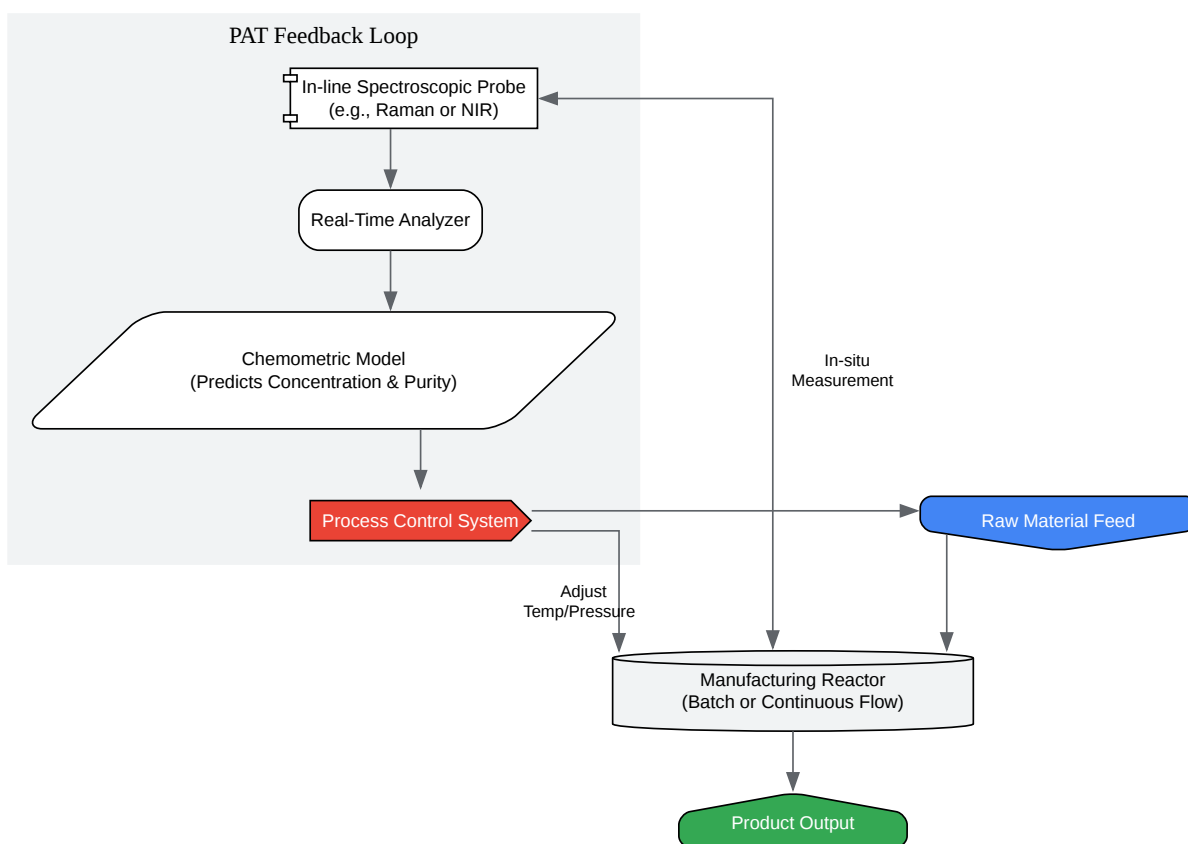 PAT Feedback Loop
In-line Spectroscopic Probe
(e.g., Raman or NIR)
Real-Time Analyzer
Chemometric Model
(Predicts Concentration & Purity)
In-situ
Measurement
Process Control System
Raw Material Feed
Adjust
Temp/Pressure
Manufacturing Reactor
(Batch or Continuous Flow)
Product Output